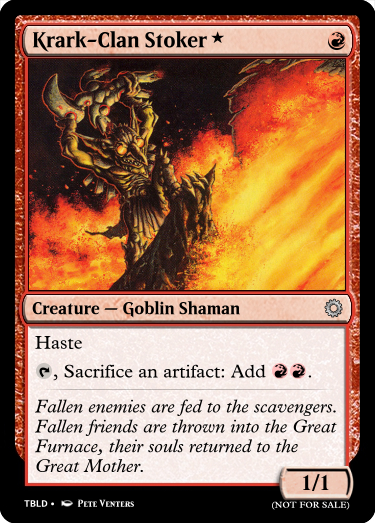 Krark-Clan Stoker ★
Creature — Goblin Shaman
Haste
, Sacrifice an artifact: Add .
Fallen enemies are fed to the scavengers.
Fallen friends are thrown into the Great
Furnace, their souls returned to the
Great Mother.
1/1
TBLD • Pete Venters
(NOT FOR SALE)